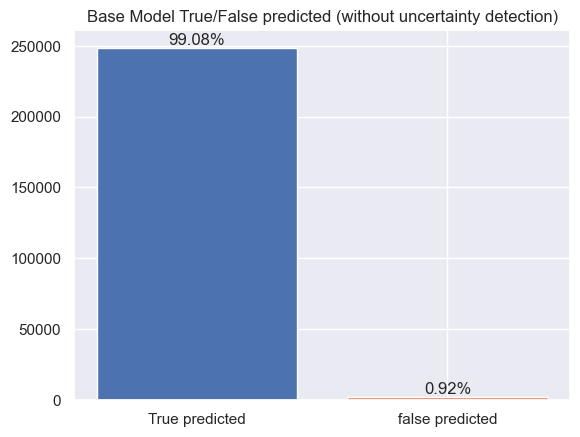 Base Model True/False predicted (without uncertainty detection)
99.08%
250000
200000
150000
100000
50000
0.92%
0
True predicted
false predicted